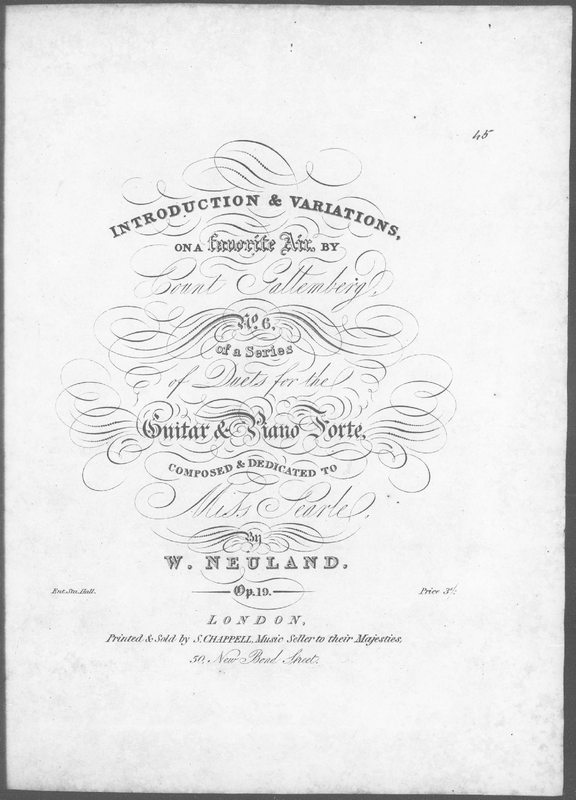 45
INTRODUCTION & VARIATIONS,
ON A favorite Air, BY
Count Gallemberg,
No. 6,
of a Series
of Duets for the
Guitar & Piano Forte,
COMPOSED & DEDICATED TO
Miss Searle,
By
W. NEULAND.
Ent. Sta. Hall. Op. 19. Price 3/:
LONDON,
Printed & Sold by S. CHAPPELL, Music Seller to their Majesties,
50, New Bond Street.